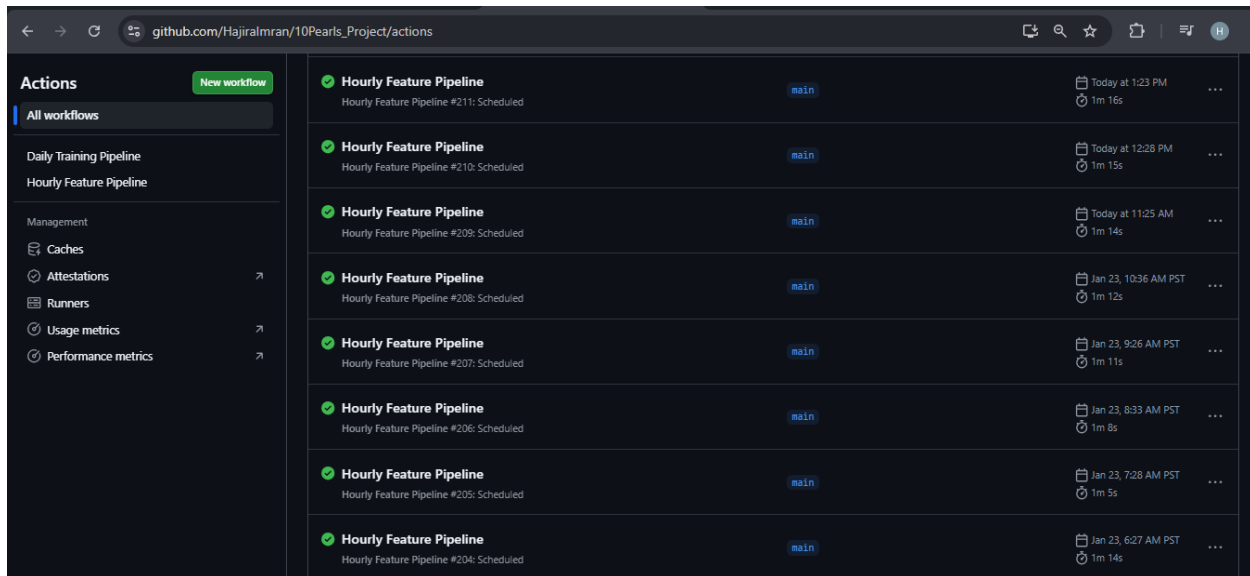 github.com/HajiraImran/10Pearls_Project/actions
H
Actions
New workflow
All workflows
Daily Training Pipeline
Hourly Feature Pipeline
Management
Caches
Attestations
Runners
Usage metrics
Performance metrics
Hourly Feature Pipeline
Hourly Feature Pipeline #211: Scheduled
main
Today at 1:23 PM
1m 16s
Hourly Feature Pipeline
Hourly Feature Pipeline #210: Scheduled
main
Today at 12:28 PM
1m 15s
Hourly Feature Pipeline
Hourly Feature Pipeline #209: Scheduled
main
Today at 11:25 AM
1m 14s
Hourly Feature Pipeline
Hourly Feature Pipeline #208: Scheduled
main
Jan 23, 10:36 AM PST
1m 12s
Hourly Feature Pipeline
Hourly Feature Pipeline #207: Scheduled
main
Jan 23, 9:26 AM PST
1m 11s
Hourly Feature Pipeline
Hourly Feature Pipeline #206: Scheduled
main
Jan 23, 8:33 AM PST
1m 8s
Hourly Feature Pipeline
Hourly Feature Pipeline #205: Scheduled
main
Jan 23, 7:28 AM PST
1m 5s
Hourly Feature Pipeline
Hourly Feature Pipeline #204: Scheduled
main
Jan 23, 6:27 AM PST
1m 14s